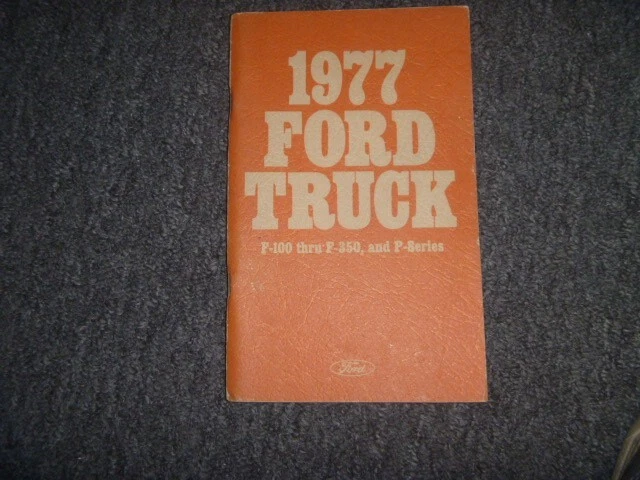 1977
FORD
TRUCK
F-100 thru F-350, and P-Series
Ford